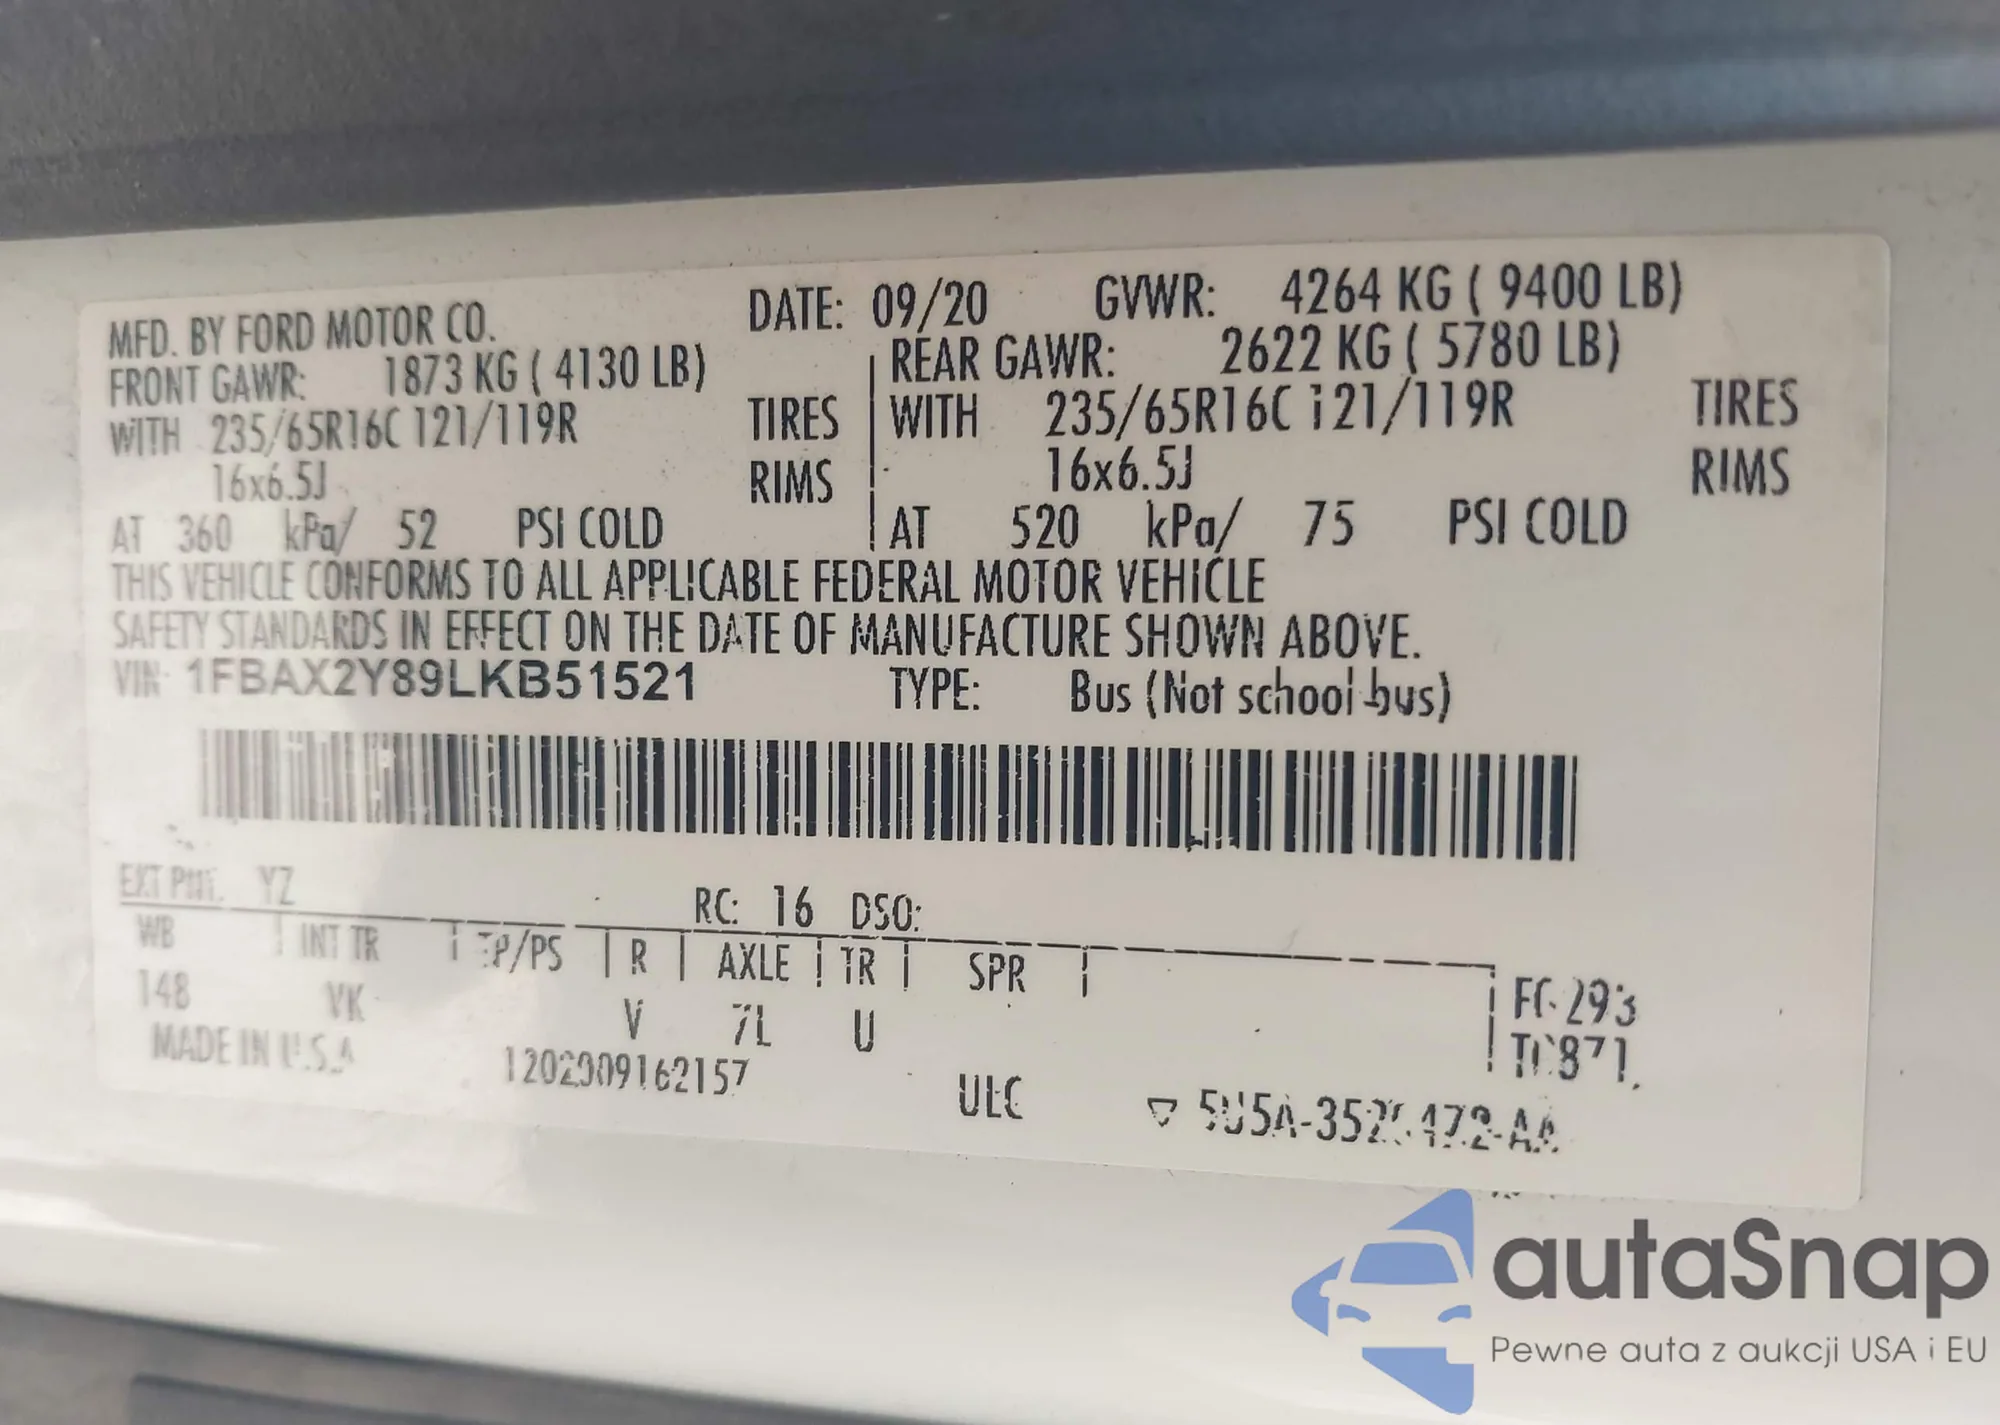 MFD. BY FORD MOTOR CO. DATE: 09/20 GVWR: 4264 KG ( 9400 LB)
FRONT GAWR: 1873 KG ( 4130 LB) REAR GAWR: 2622 KG ( 5780 LB)
WITH 235/65R16C 121/119R TIRES WITH 235/65R16C 121/119R TIRES
16x6.5J RIMS 16x6.5J RIMS
AT 360 kPa/ 52 PSI COLD AT 520 kPa/ 75 PSI COLD
THIS VEHICLE CONFORMS TO ALL APPLICABLE FEDERAL MOTOR VEHICLE
SAFETY STANDARDS IN EFFECT ON THE DATE OF MANUFACTURE SHOWN ABOVE.
VIN: 1FBAX2Y89LKB51521 TYPE: Bus (Not school bus)
EXT PNT: YZ RC: 16 DSO:
WB INT TR TP/PS R AXLE TR SPR
148 VK V 7L U
MADE IN U.S.A
1202009162157
ULC
autaSnap
Pewne auta z aukcji USA i EU